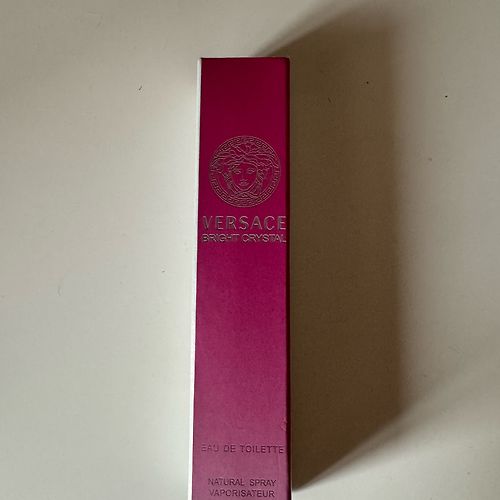 VERSACE
BRIGHT CRYSTAL
EAU DE TOILETTE
NATURAL SPRAY
VAPORISATEUR